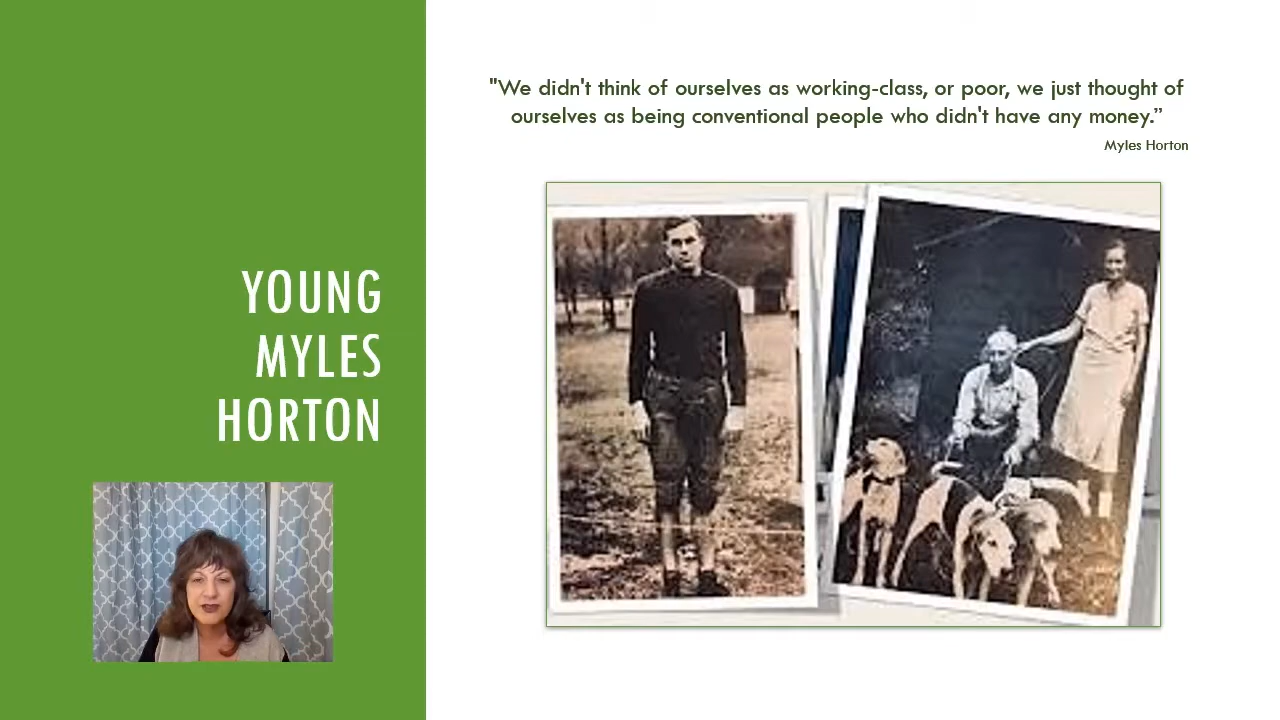 "We didn't think of ourselves as working-class, or poor, we just thought of
ourselves as being conventional people who didn't have any money.”
Myles Horton
YOUNG
MYLES
HORTON